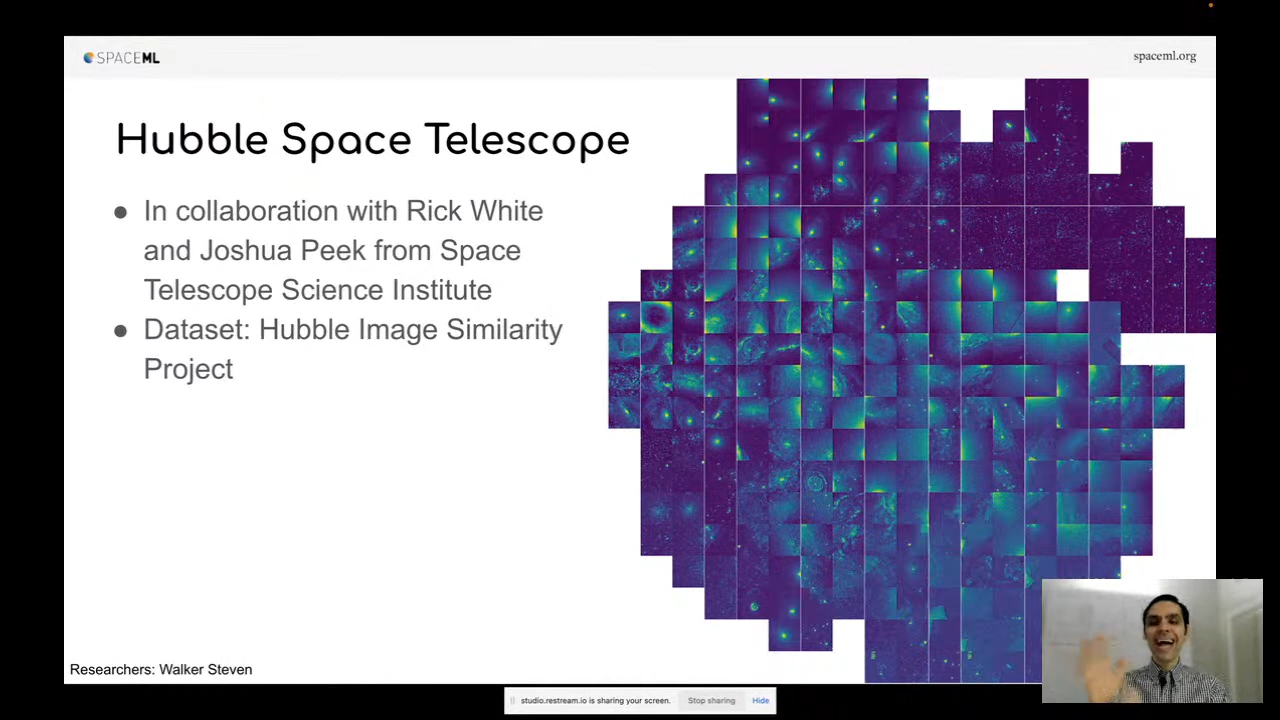 SPACEML
spaceml.org
Hubble Space Telescope
● In collaboration with Rick White
and Joshua Peek from Space
Telescope Science Institute
● Dataset: Hubble Image Similarity
Project
Researchers: Walker Steven
studio.restream.io is sharing your screen.
Stop sharing
Hide